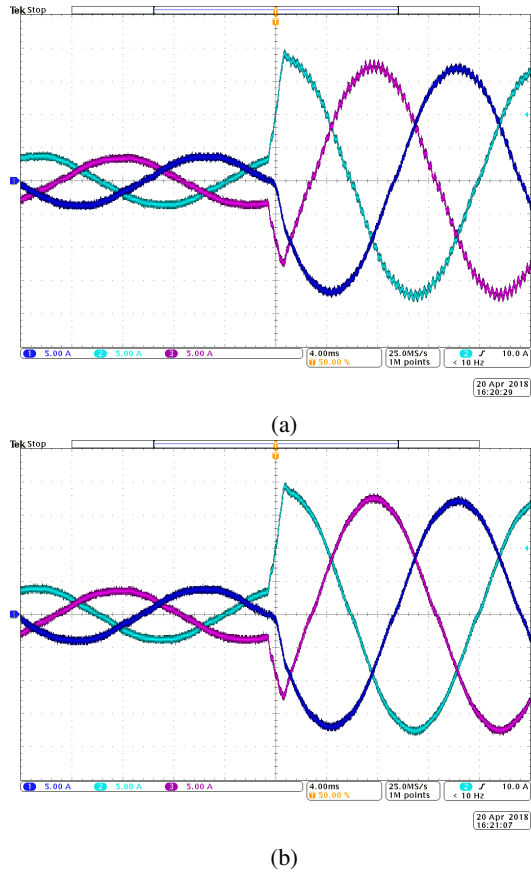 Tek Stop
T
1
1 5.00 A 2 5.00 A 3 5.00 A 4.00ms 25.0MS/s 2 10.0 A
T 50.00 % 1M points < 10 Hz
20 Apr 2018
16:20:29
(a)
Tek Stop
T
1
1 5.00 A 2 5.00 A 3 5.00 A 4.00ms 25.0MS/s 2 10.0 A
T 50.00 % 1M points < 10 Hz
20 Apr 2018
16:21:07
(b)